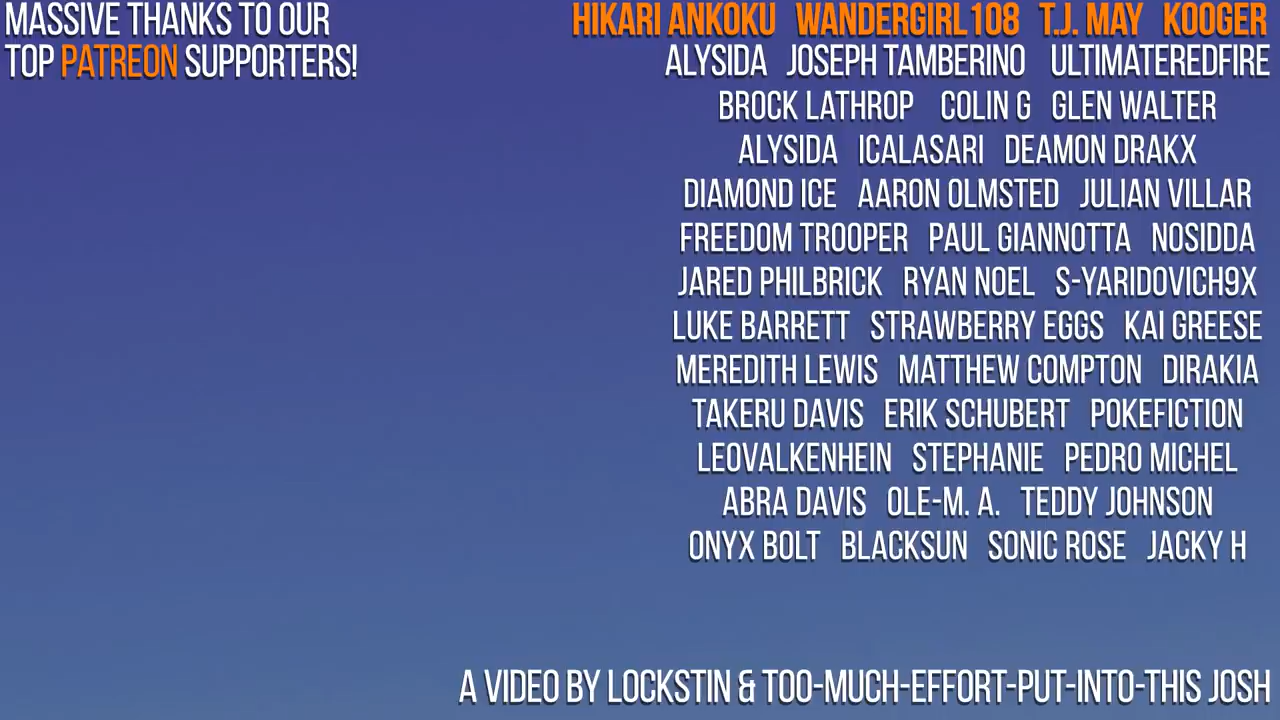 MASSIVE THANKS TO OUR
TOP PATREON SUPPORTERS!
HIKARI ANKOKU WANDERGIRL108 T.J. MAY KOOGER
ALYSIDA JOSEPH TAMBERINO ULTIMATEREDFIRE
BROCK LATHROP COLIN G GLEN WALTER
ALYSIDA ICALASARI DEAMON DRAKX
DIAMOND ICE AARON OLMSTED JULIAN VILLAR
FREEDOM TROOPER PAUL GIANNOTTA NOSIDDA
JARED PHILBRICK RYAN NOEL S-YARIDOVICH9X
LUKE BARRETT STRAWBERRY EGGS KAI GREESE
MEREDITH LEWIS MATTHEW COMPTON DIRAKIA
TAKERU DAVIS ERIK SCHUBERT POKEFICTION
LEOVALKENHEIN STEPHANIE PEDRO MICHEL
ABRA DAVIS OLE-M. A. TEDDY JOHNSON
ONYX BOLT BLACKSUN SONIC ROSE JACKY H
A VIDEO BY LOCKSTIN & TOO-MUCH-EFFORT-PUT-INTO-THIS JOSH